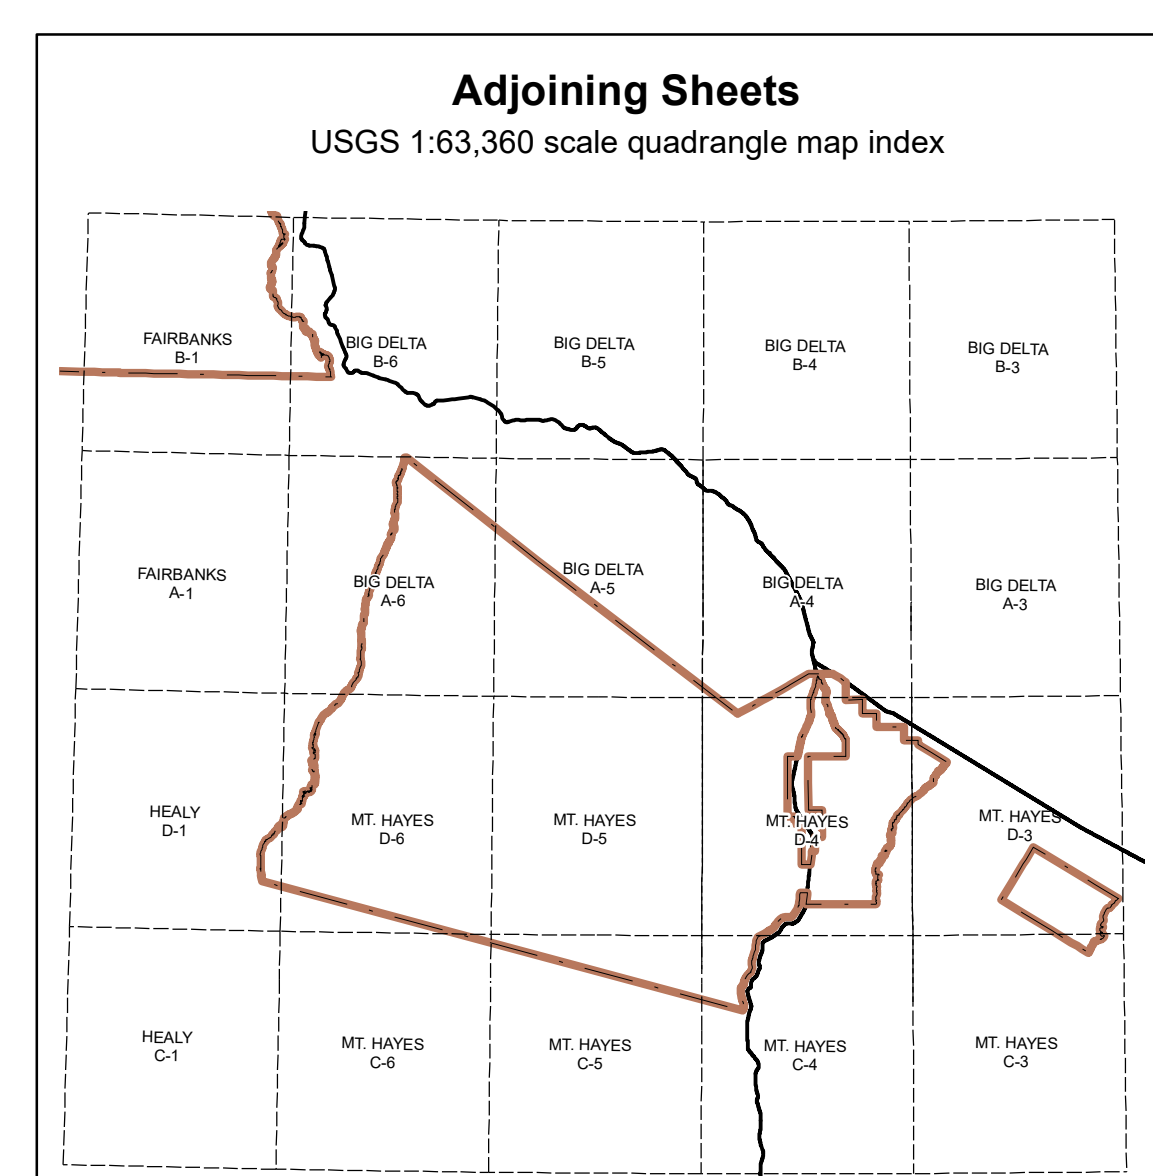 Adjoining Sheets
USGS 1:63,360 scale quadrangle map index
FAIRBANKS
B-1
BIG DELTA
B-6
BIG DELTA
B-5
BIG DELTA
B-4
BIG DELTA
B-3
FAIRBANKS
A-1
BIG DELTA
A-6
BIG DELTA
A-5
BIG DELTA
A-4
BIG DELTA
A-3
HEALY
D-1
MT. HAYES
D-6
MT. HAYES
D-5
MT. HAYES
D-4
MT. HAYES
D-3
HEALY
C-1
MT. HAYES
C-6
MT. HAYES
C-5
MT. HAYES
C-4
MT. HAYES
C-3